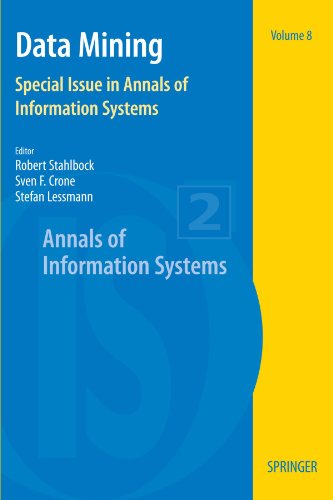 Data Mining
Volume 8
Special Issue in Annals of
Information Systems
Editor
Robert Stahlbock
Sven F. Crone
Stefan Lessmann
2
Annals of
Information Systems
IS
SPRINGER